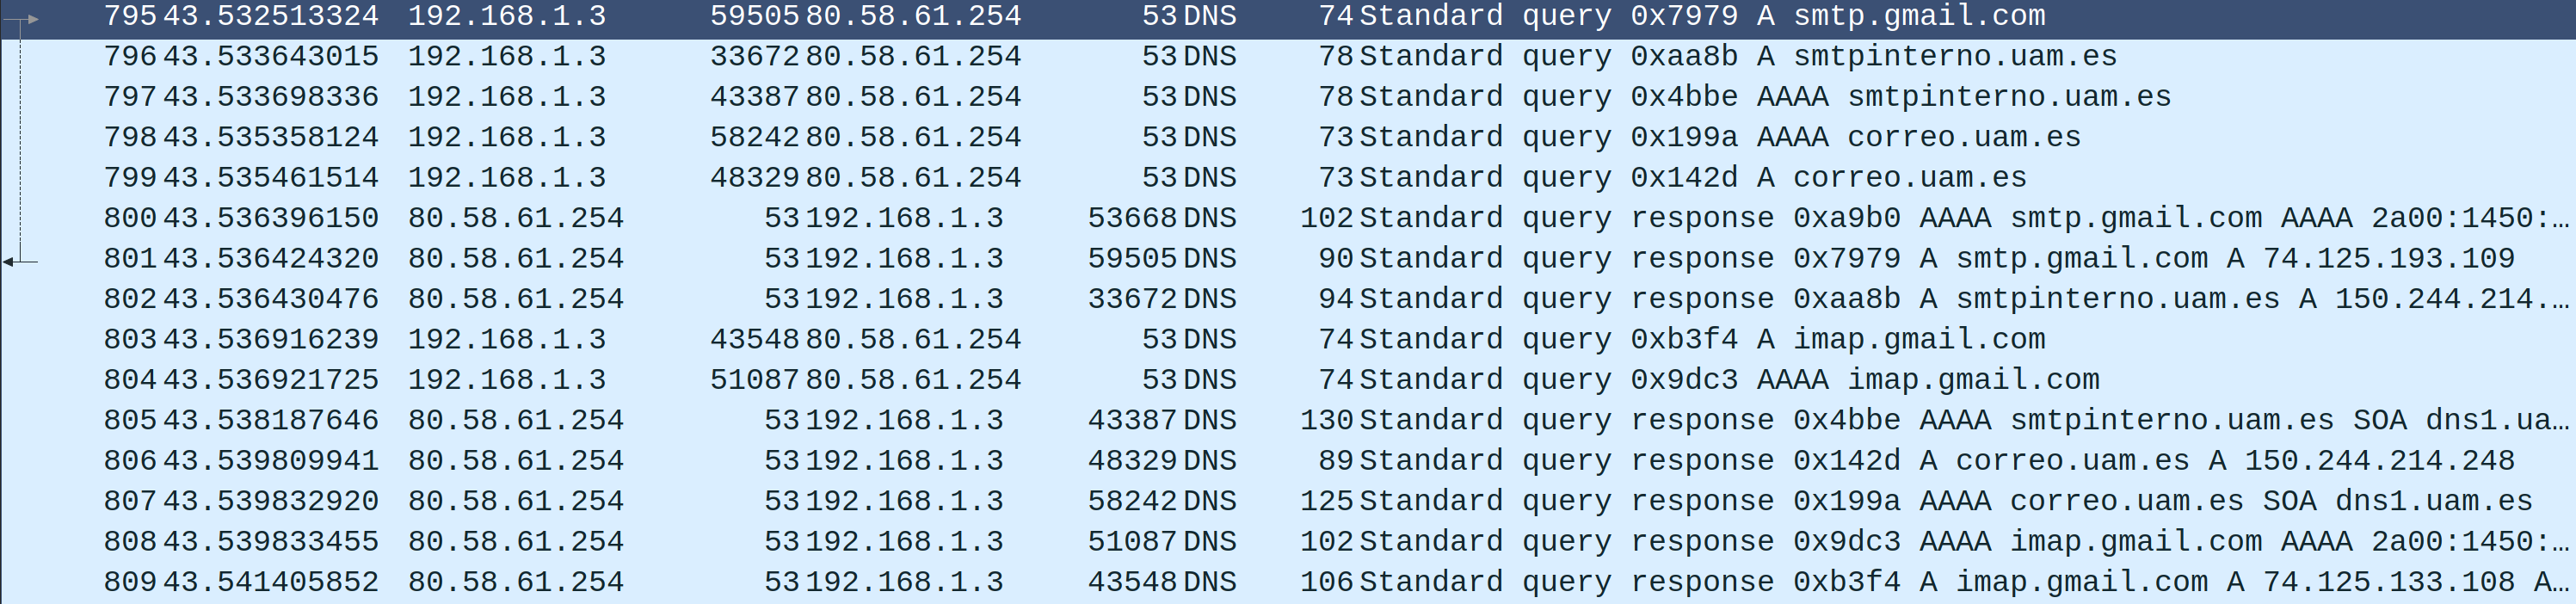 795 43.532513324 192.168.1.3 59505 80.58.61.254 53 DNS 74 Standard query 0x7979 A smtp.gmail.com
796 43.533643015 192.168.1.3 33672 80.58.61.254 53 DNS 78 Standard query 0xaa8b A smtpinterno.uam.es
797 43.533698336 192.168.1.3 43387 80.58.61.254 53 DNS 78 Standard query 0x4bbe AAAA smtpinterno.uam.es
798 43.535358124 192.168.1.3 58242 80.58.61.254 53 DNS 73 Standard query 0x199a AAAA correo.uam.es
799 43.535461514 192.168.1.3 48329 80.58.61.254 53 DNS 73 Standard query 0x142d A correo.uam.es
800 43.536396150 80.58.61.254 53 192.168.1.3 53668 DNS 102 Standard query response 0xa9b0 AAAA smtp.gmail.com AAAA 2a00:1450:…
801 43.536424320 80.58.61.254 53 192.168.1.3 59505 DNS 90 Standard query response 0x7979 A smtp.gmail.com A 74.125.193.109
802 43.536430476 80.58.61.254 53 192.168.1.3 33672 DNS 94 Standard query response 0xaa8b A smtpinterno.uam.es A 150.244.214.…
803 43.536916239 192.168.1.3 43548 80.58.61.254 53 DNS 74 Standard query 0xb3f4 A imap.gmail.com
804 43.536921725 192.168.1.3 51087 80.58.61.254 53 DNS 74 Standard query 0x9dc3 AAAA imap.gmail.com
805 43.538187646 80.58.61.254 53 192.168.1.3 43387 DNS 130 Standard query response 0x4bbe AAAA smtpinterno.uam.es SOA dns1.ua…
806 43.539809941 80.58.61.254 53 192.168.1.3 48329 DNS 89 Standard query response 0x142d A correo.uam.es A 150.244.214.248
807 43.539832920 80.58.61.254 53 192.168.1.3 58242 DNS 125 Standard query response 0x199a AAAA correo.uam.es SOA dns1.uam.es
808 43.539833455 80.58.61.254 53 192.168.1.3 51087 DNS 102 Standard query response 0x9dc3 AAAA imap.gmail.com AAAA 2a00:1450:…
809 43.541405852 80.58.61.254 53 192.168.1.3 43548 DNS 106 Standard query response 0xb3f4 A imap.gmail.com A 74.125.133.108 A…